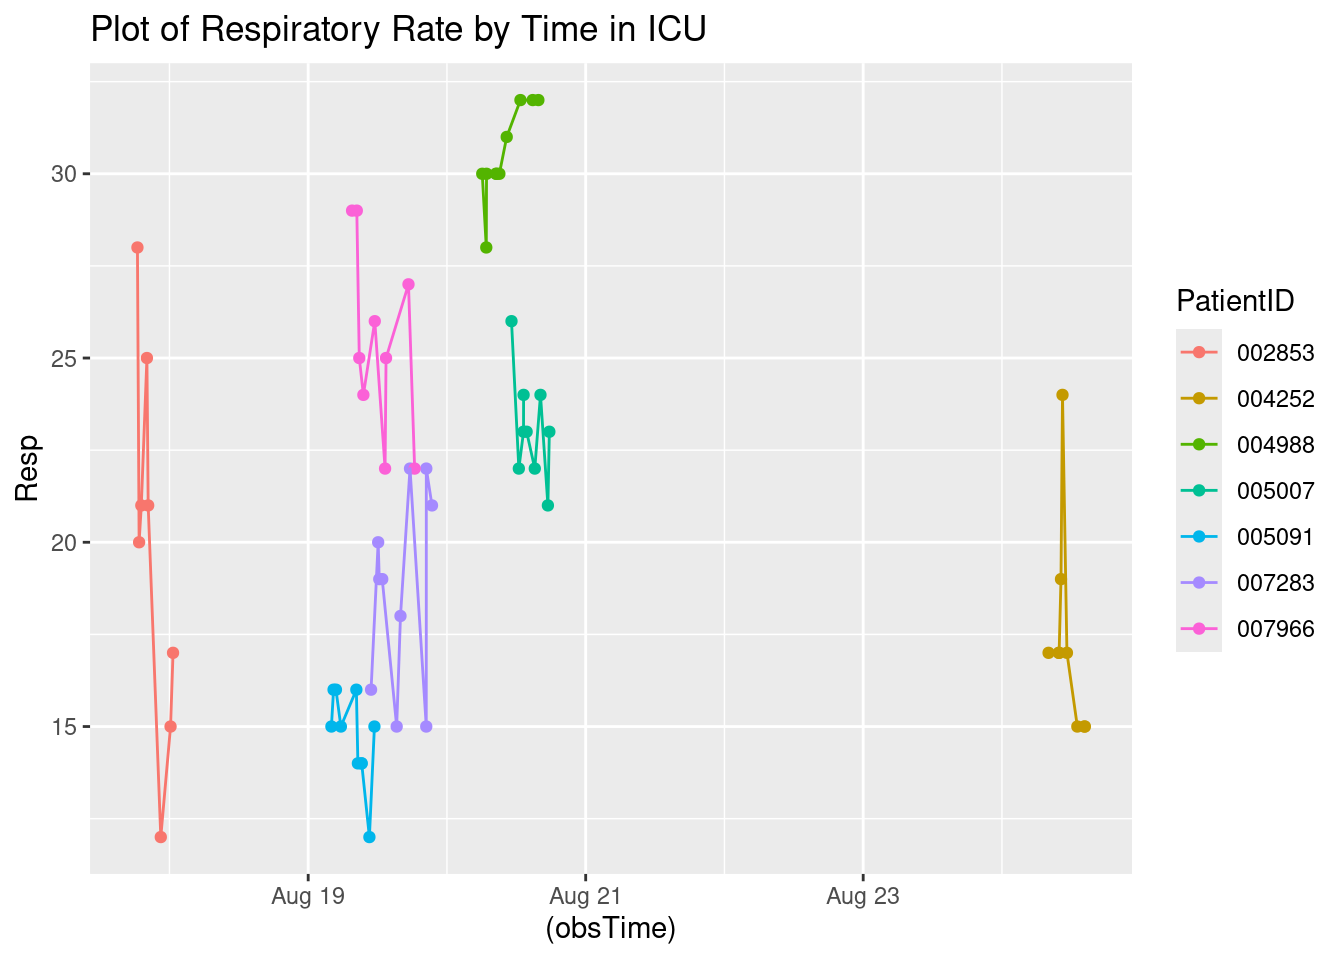 Plot of Respiratory Rate by Time in ICU
30
25
20
15
Resp
Aug 19
Aug 21
Aug 23
(obsTime)
PatientID
002853
004252
004988
005007
005091
007283
007966